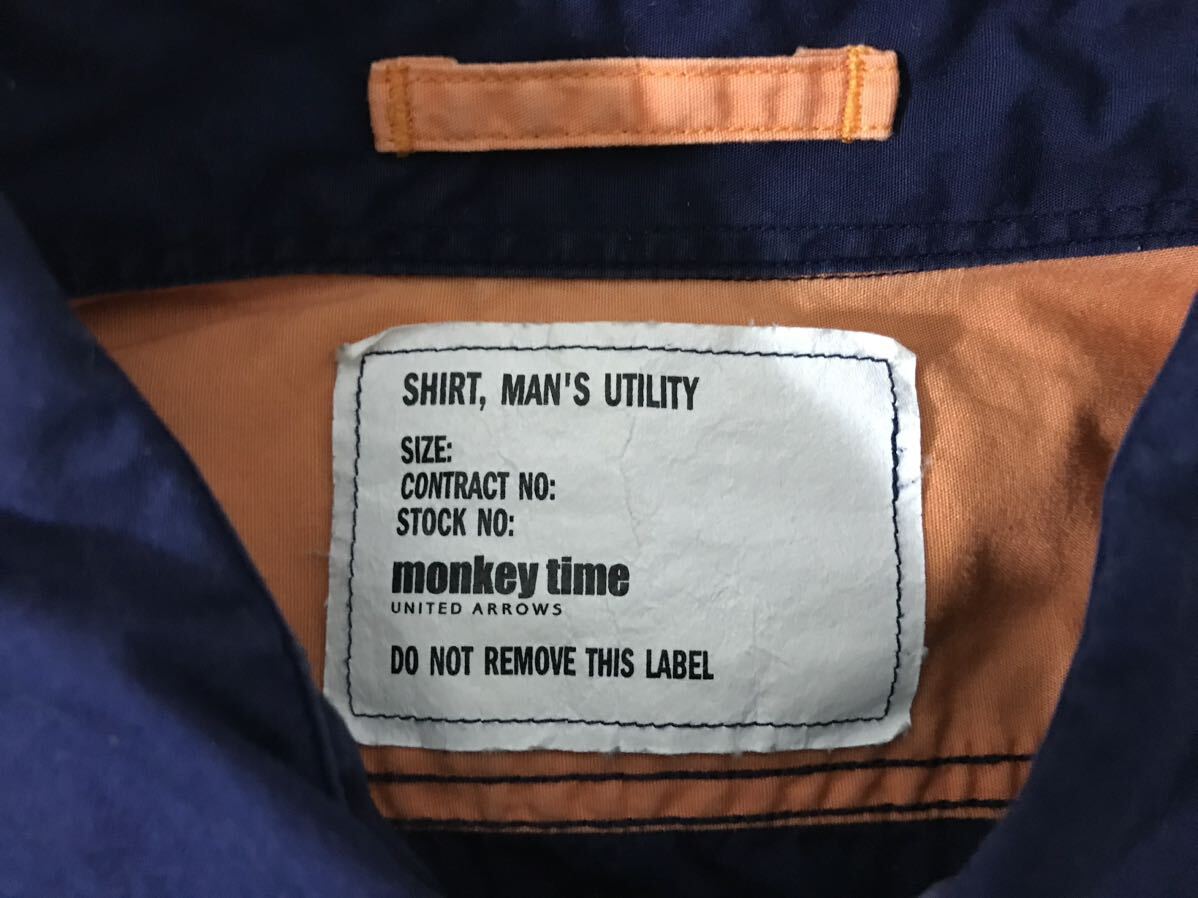 SHIRT, MAN'S UTILITY
SIZE:
CONTRACT NO:
STOCK NO:
monkey time
UNITED ARROWS
DO NOT REMOVE THIS LABEL